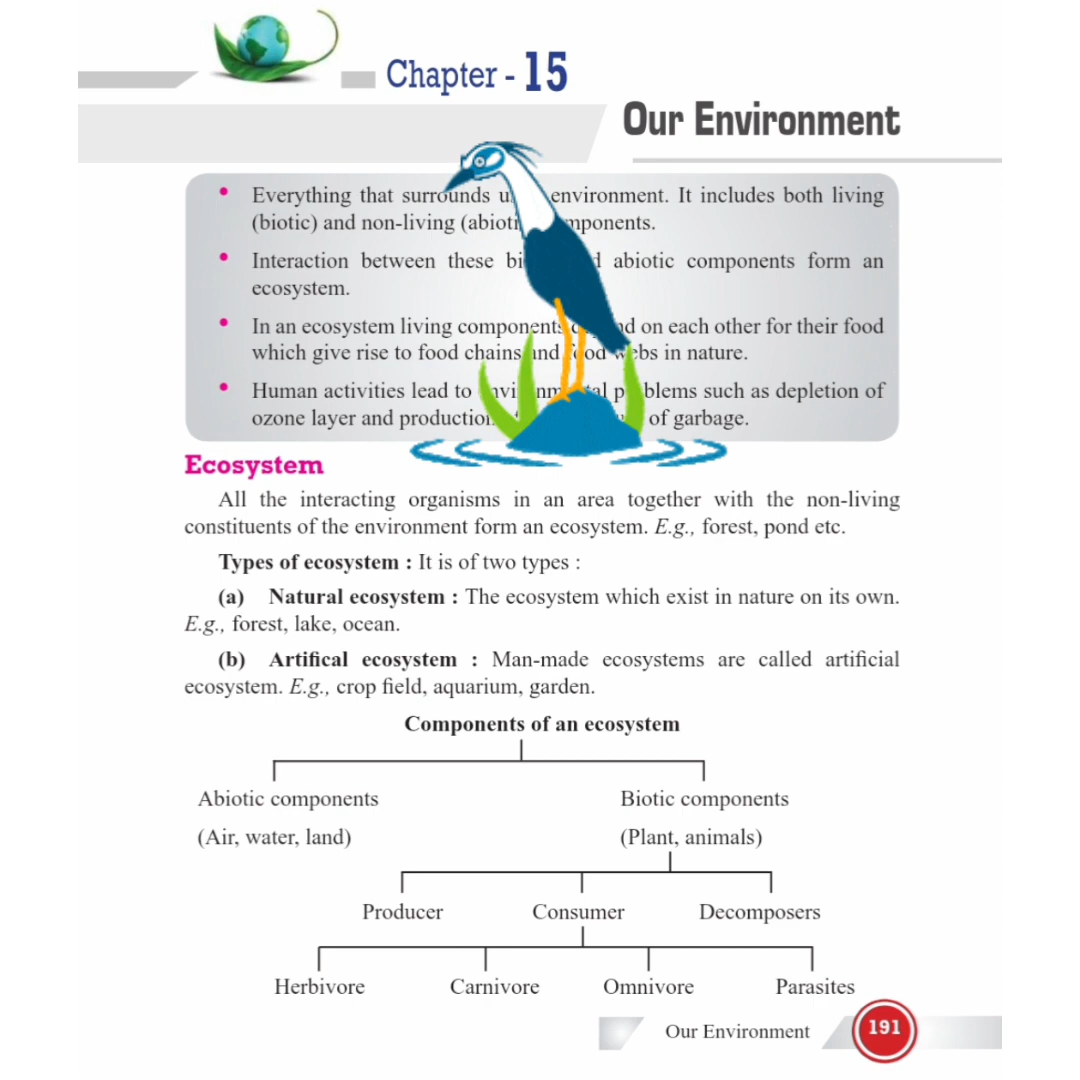 Chapter - 15
Our Environment
• Everything that surrounds environment. It includes both living
(biotic) and non-living
• Interaction between these abiotic components form an
ecosystem.
• In an ecosystem living components on each other for their food
which give rise to food chains and food webs in nature.
• Human activities lead to problems such as depletion of
ozone layer and production of garbage.
Ecosystem
All the interacting organisms in an area together with the non-living
constituents of the environment form an ecosystem. E.g., forest, pond etc.
Types of ecosystem : It is of two types :
(a) Natural ecosystem : The ecosystem which exist in nature on its own.
E.g., forest, lake, ocean.
(b) Artifical ecosystem : Man-made ecosystems are called artificial
ecosystem. E.g., crop field, aquarium, garden.
Components of an ecosystem
Abiotic components Biotic components
(Air, water, land) (Plant, animals)
Producer Consumer Decomposers
Herbivore Carnivore Omnivore Parasites
Our Environment 191